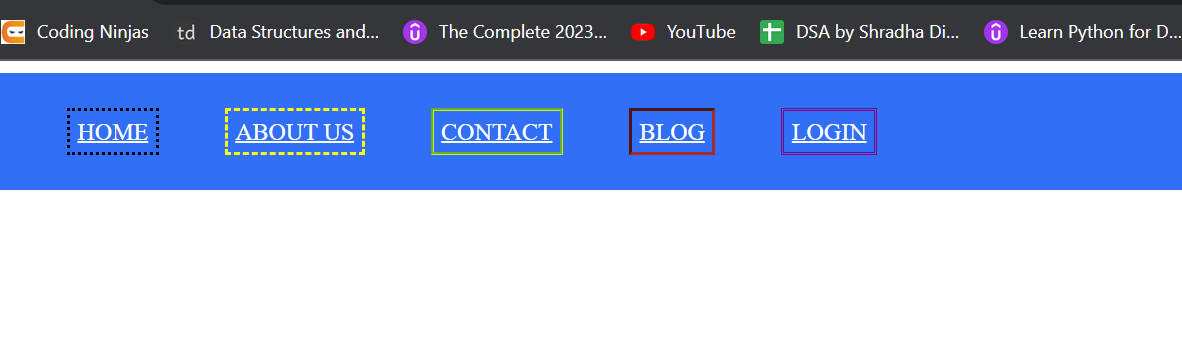 Coding Ninjas td Data Structures and... The Complete 2023... YouTube DSA by Shradha Di... Learn Python for D...
HOME ABOUT US CONTACT BLOG LOGIN